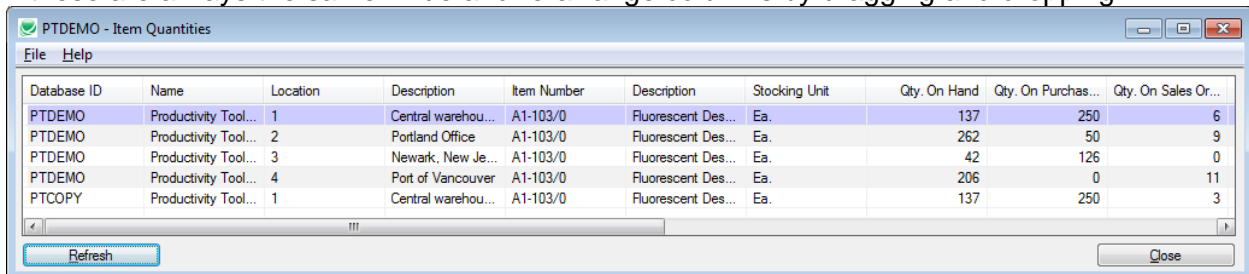 PTDEMO - Item Quantities
File Help
Database ID Name Location Description Item Number Description Stocking Unit Qty. On Hand Qty. On Purchas... Qty. On Sales Or...
PTDEMO Productivity Tool... 1 Central warehou... A1-103/0 Fluorescent Des... Ea. 137 250 6
PTDEMO Productivity Tool... 2 Portland Office A1-103/0 Fluorescent Des... Ea. 262 50 9
PTDEMO Productivity Tool... 3 Newark, New Je... A1-103/0 Fluorescent Des... Ea. 42 126 0
PTDEMO Productivity Tool... 4 Port of Vancouver A1-103/0 Fluorescent Des... Ea. 206 0 11
PTCOPY Productivity Tool... 1 Central warehou... A1-103/0 Fluorescent Des... Ea. 137 250 3
Refresh Close